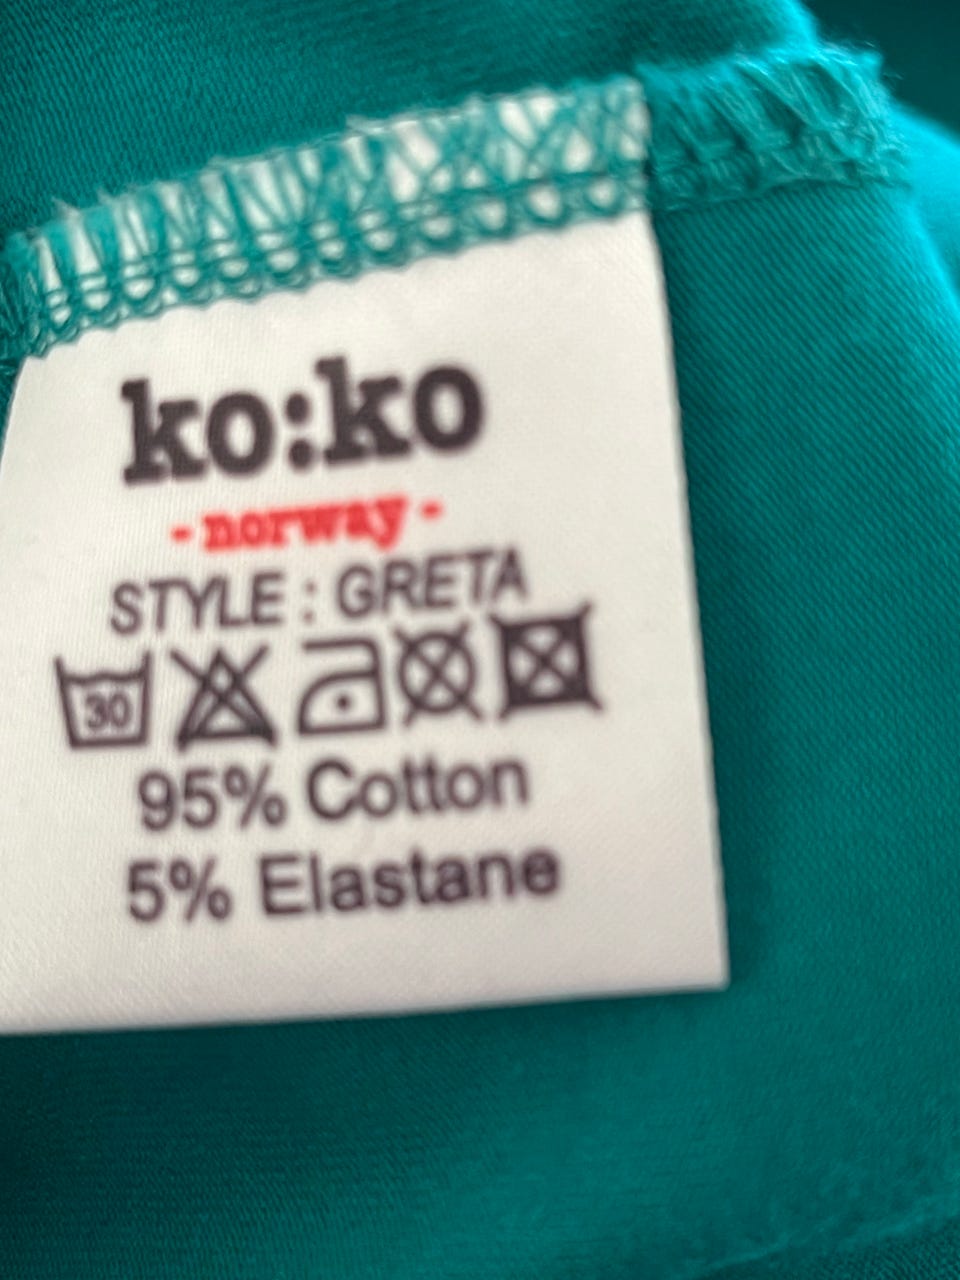 ko:ko
- norway -
STYLE : GRETA
30
95% Cotton
5% Elastane